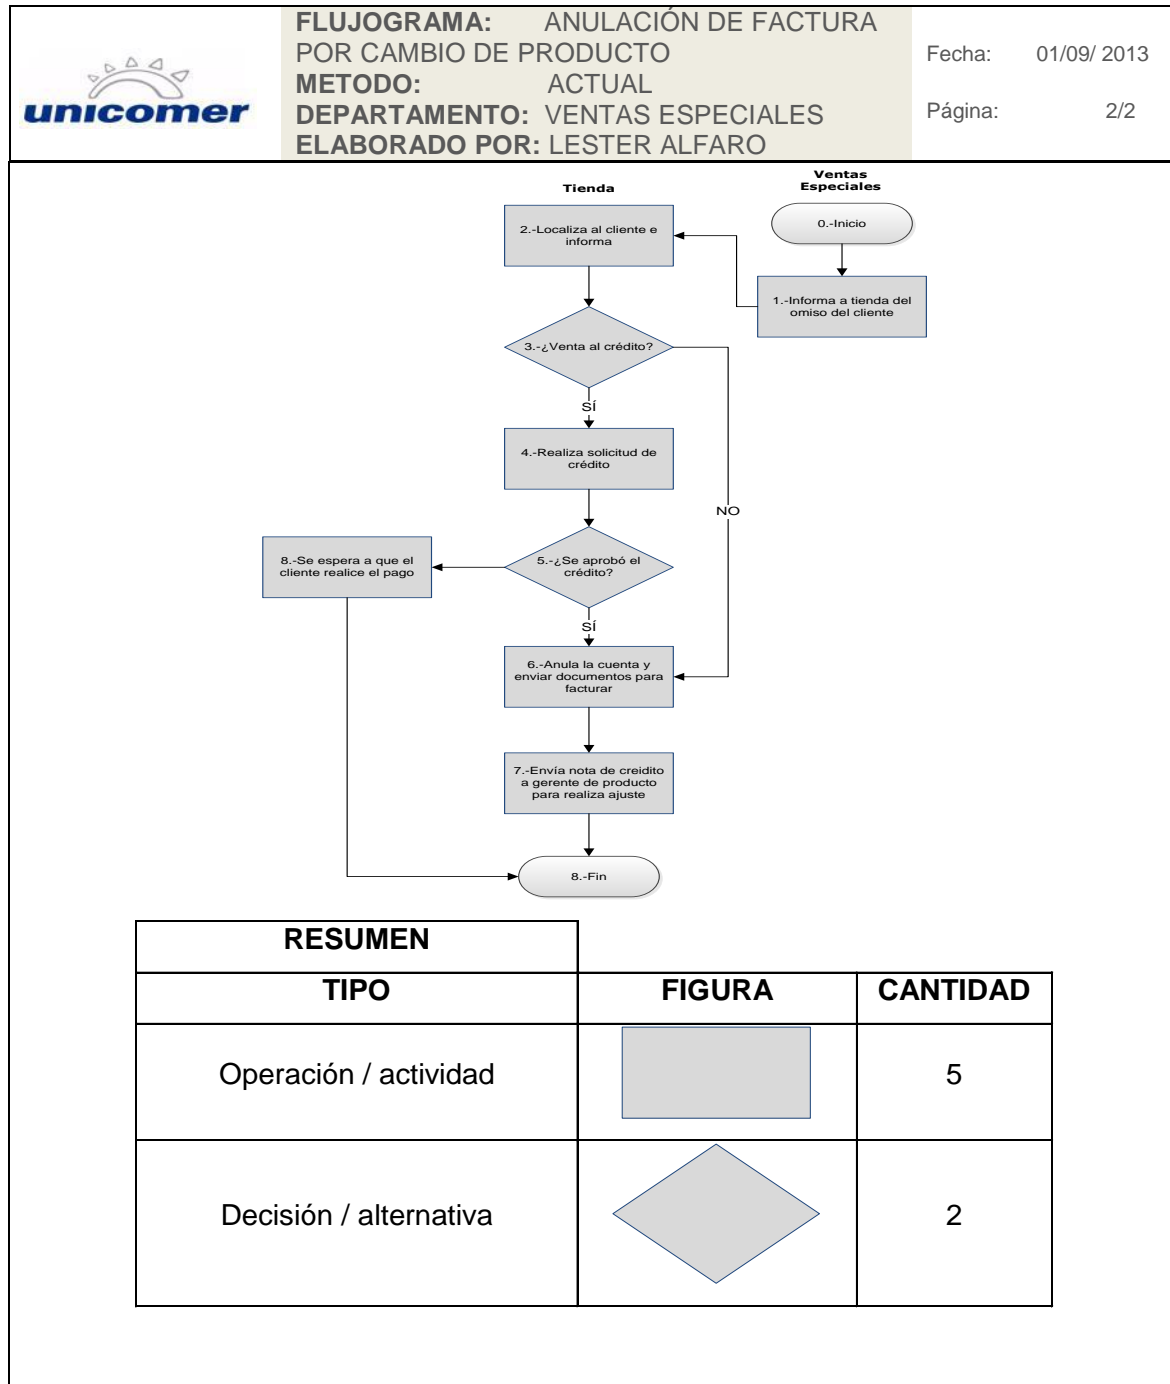 unicomer
FLUJOGRAMA: ANULACIÓN DE FACTURA
POR CAMBIO DE PRODUCTO
METODO: ACTUAL
DEPARTAMENTO: VENTAS ESPECIALES
ELABORADO POR: LESTER ALFARO
Fecha: 01/09/ 2013
Página: 2/2
Tienda
Ventas
Especiales
0.-Inicio
1.-Informa a tienda del
omiso del cliente
2.-Localiza al cliente e
informa
3.-¿Venta al crédito?
SÍ
NO
4.-Realiza solicitud de
crédito
5.-¿Se aprobó el
crédito?
8.-Se espera a que el
cliente realice el pago
SÍ
6.-Anula la cuenta y
enviar documentos para
facturar
7.-Envía nota de creidito
a gerente de producto
para realiza ajuste
8.-Fin
RESUMEN
TIPO FIGURA CANTIDAD
Operación / actividad 5
Decisión / alternativa 2